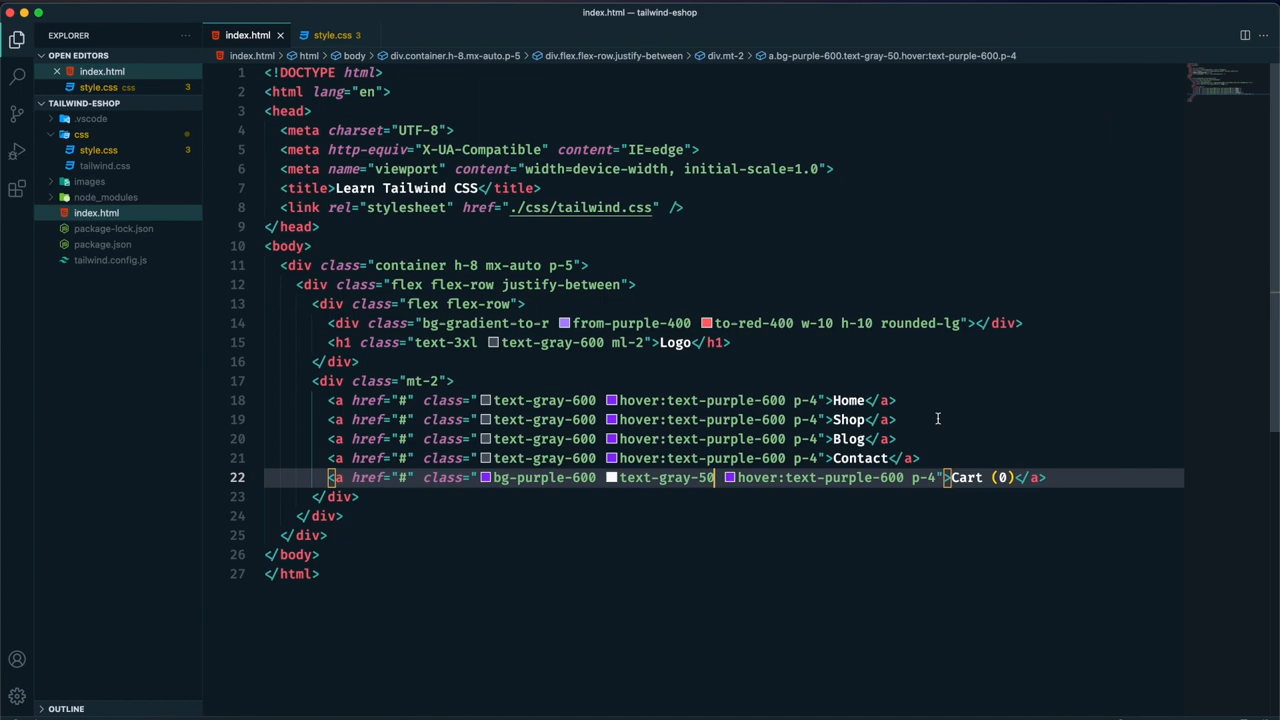 index.html — tailwind-eshop
EXPLORER
index.html
style.css 3
OPEN EDITORS
index.html
style.css css 3
TAILWIND-ESHOP
.vscode
css
style.css 3
tailwind.css
images
node_modules
index.html
package-lock.json
package.json
tailwind.config.js
OUTLINE
index.html > html > body > div.container.h-8.mx-auto.p-5 > div.flex.flex-row.justify-between > div.mt-2 > a.bg-purple-600.text-gray-50.hover:text-purple-600.p-4
1 <!DOCTYPE html>
2 <html lang="en">
3 <head>
4 <meta charset="UTF-8">
5 <meta http-equiv="X-UA-Compatible" content="IE=edge">
6 <meta name="viewport" content="width=device-width, initial-scale=1.0">
7 <title>Learn Tailwind CSS</title>
8 <link rel="stylesheet" href="./css/tailwind.css" />
9 </head>
10 <body>
11 <div class="container h-8 mx-auto p-5">
12 <div class="flex flex-row justify-between">
13 <div class="flex flex-row">
14 <div class="bg-gradient-to-r from-purple-400 to-red-400 w-10 h-10 rounded-lg"></div>
15 <h1 class="text-3xl text-gray-600 ml-2">Logo</h1>
16 </div>
17 <div class="mt-2">
18 <a href="#" class="text-gray-600 hover:text-purple-600 p-4">Home</a>
19 <a href="#" class="text-gray-600 hover:text-purple-600 p-4">Shop</a>
20 <a href="#" class="text-gray-600 hover:text-purple-600 p-4">Blog</a>
21 <a href="#" class="text-gray-600 hover:text-purple-600 p-4">Contact</a>
22 <a href="#" class="bg-purple-600 text-gray-50 hover:text-purple-600 p-4">Cart (0)</a>
23 </div>
24 </div>
25 </div>
26 </body>
27 </html>